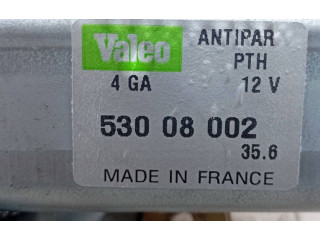 Valeo ANTIPAR
PTH
4 GA 12 V
530 08 002
35.6
MADE IN FRANCE